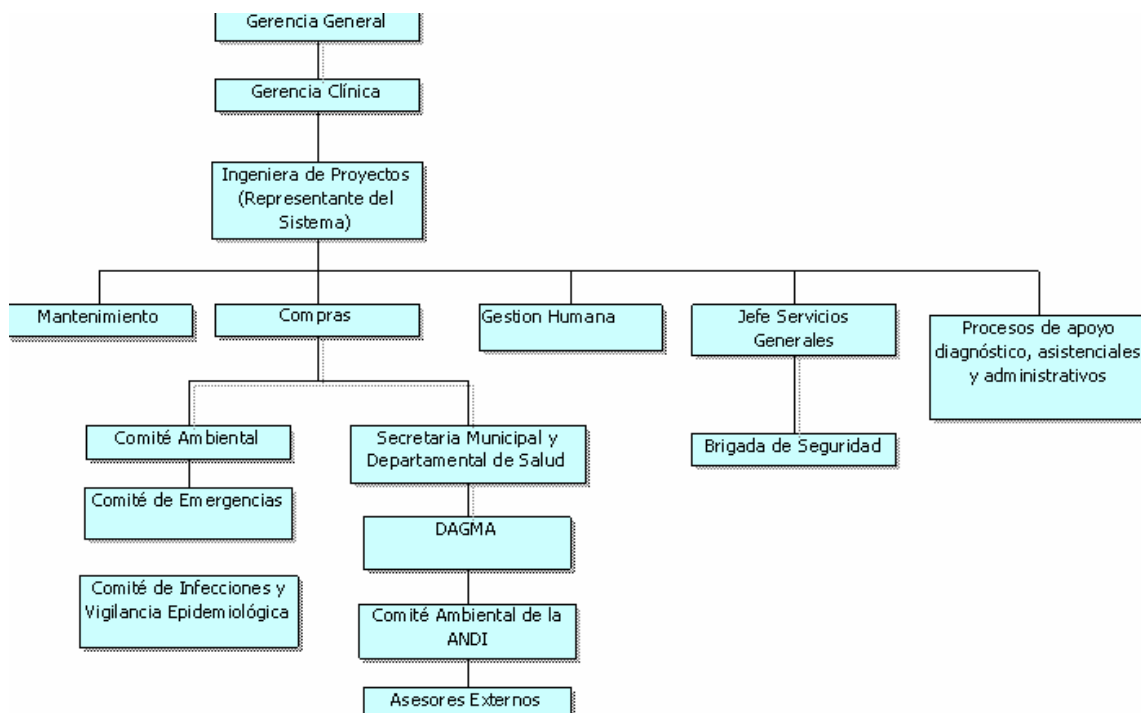 Gerencia General
Gerencia Clínica
Ingeniera de Proyectos
(Representante del
Sistema)
Mantenimiento
Compras
Gestion Humana
Jefe Servicios
Generales
Procesos de apoyo
diagnóstico, asistenciales
y administrativos
Comité Ambiental
Secretaria Municipal y
Departamental de Salud
Brigada de Seguridad
Comité de Emergencias
DAGMA
Comité de Infecciones y
Vigilancia Epidemiológica
Comité Ambiental de la
ANDI
Asesores Externos